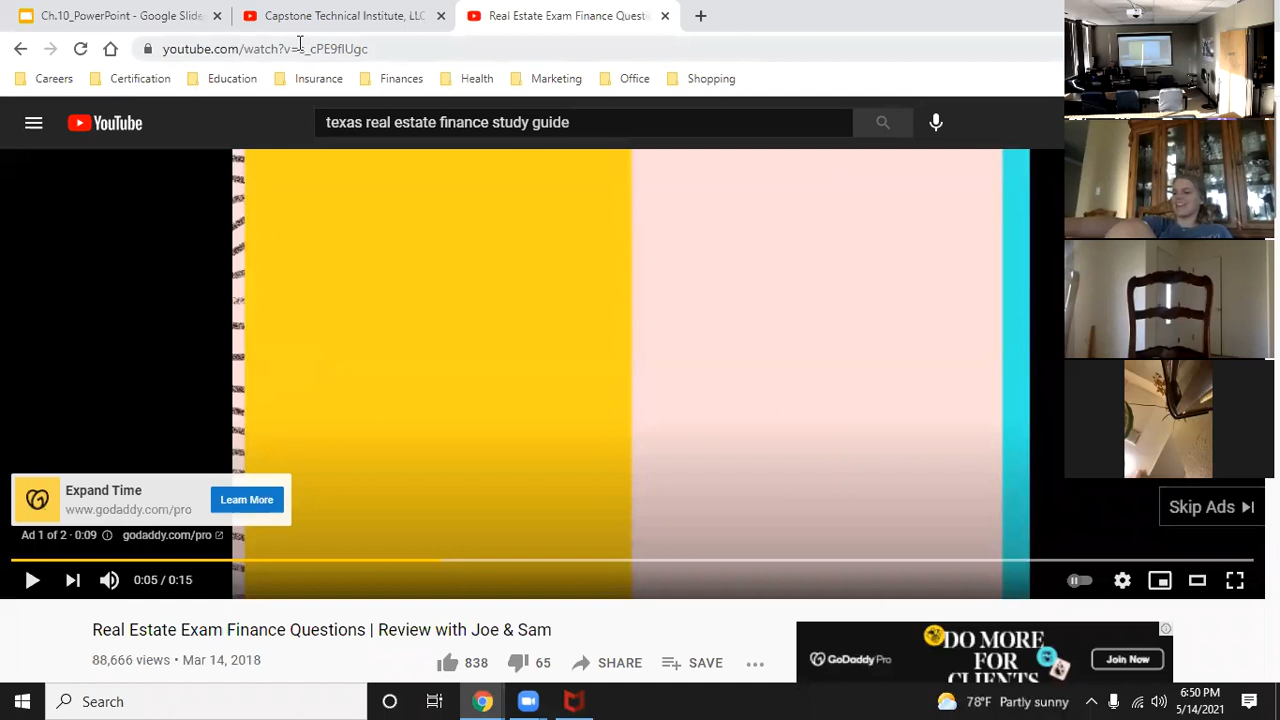 Ch.10_PowerPoint - Google Slide
Capstone Technical Institute, LLC
Real Estate Exam Finance Questi
youtube.com/watch?v=s_cPE9flUgc
Careers
Certification
Education
Insurance
Finances
Health
Marketing
Office
Shopping
YouTube
texas real estate finance study guide
Expand Time
www.godaddy.com/pro
Learn More
Skip Ads
Ad 1 of 2 · 0:09
godaddy.com/pro
0:05 / 0:15
Real Estate Exam Finance Questions | Review with Joe & Sam
88,666 views • Mar 14, 2018
838
65
SHARE
SAVE
GoDaddy Pro
DO MORE
FOR
CLIENTS
Join Now
Search
78°F Partly sunny
6:50 PM
5/14/2021